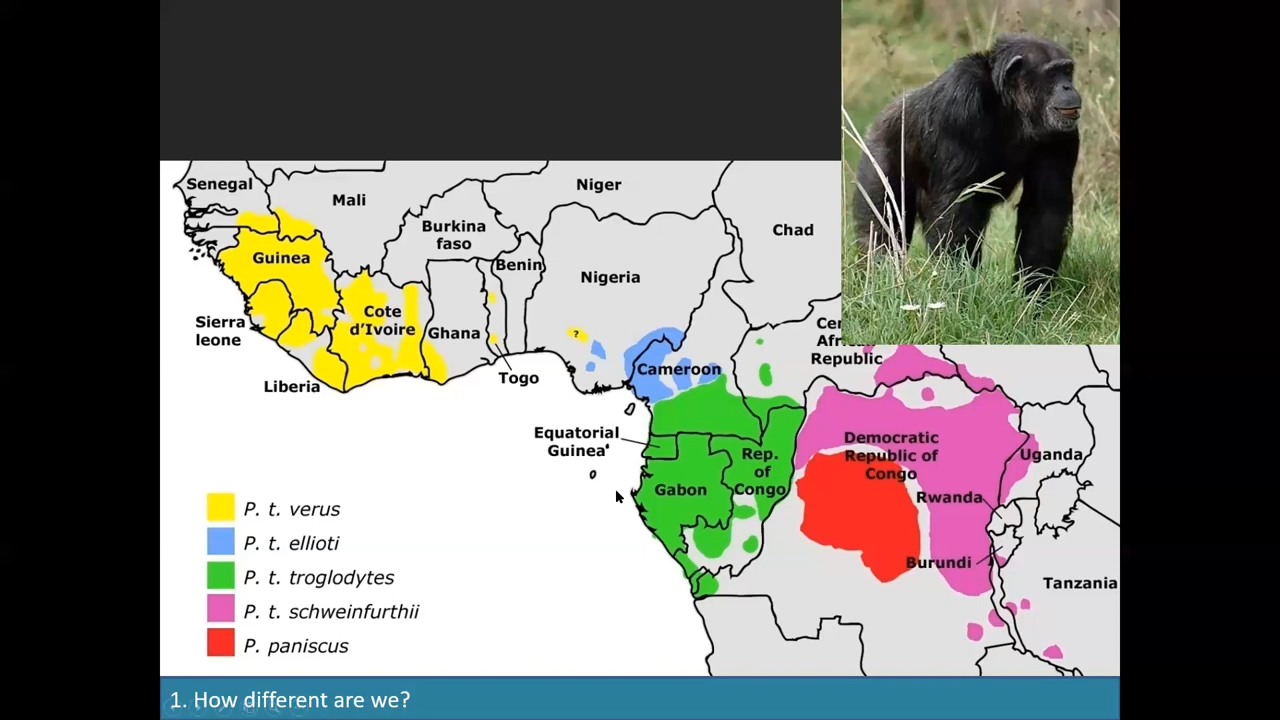 Senegal
Mali
Niger
Chad
Burkina
faso
Benin
Guinea
Nigeria
Cote
d'Ivoire
Ghana
Sierra
leone
?
Cen
Afri
Republic
Cameroon
Togo
Liberia
Equatorial
Guinea
Rep.
of
Congo
Gabon
Democratic
Republic of
Congo
Uganda
Rwanda
Burundi
Tanzania
P. t. verus
P. t. ellioti
P. t. troglodytes
P. t. schweinfurthii
P. paniscus
1. How different are we?